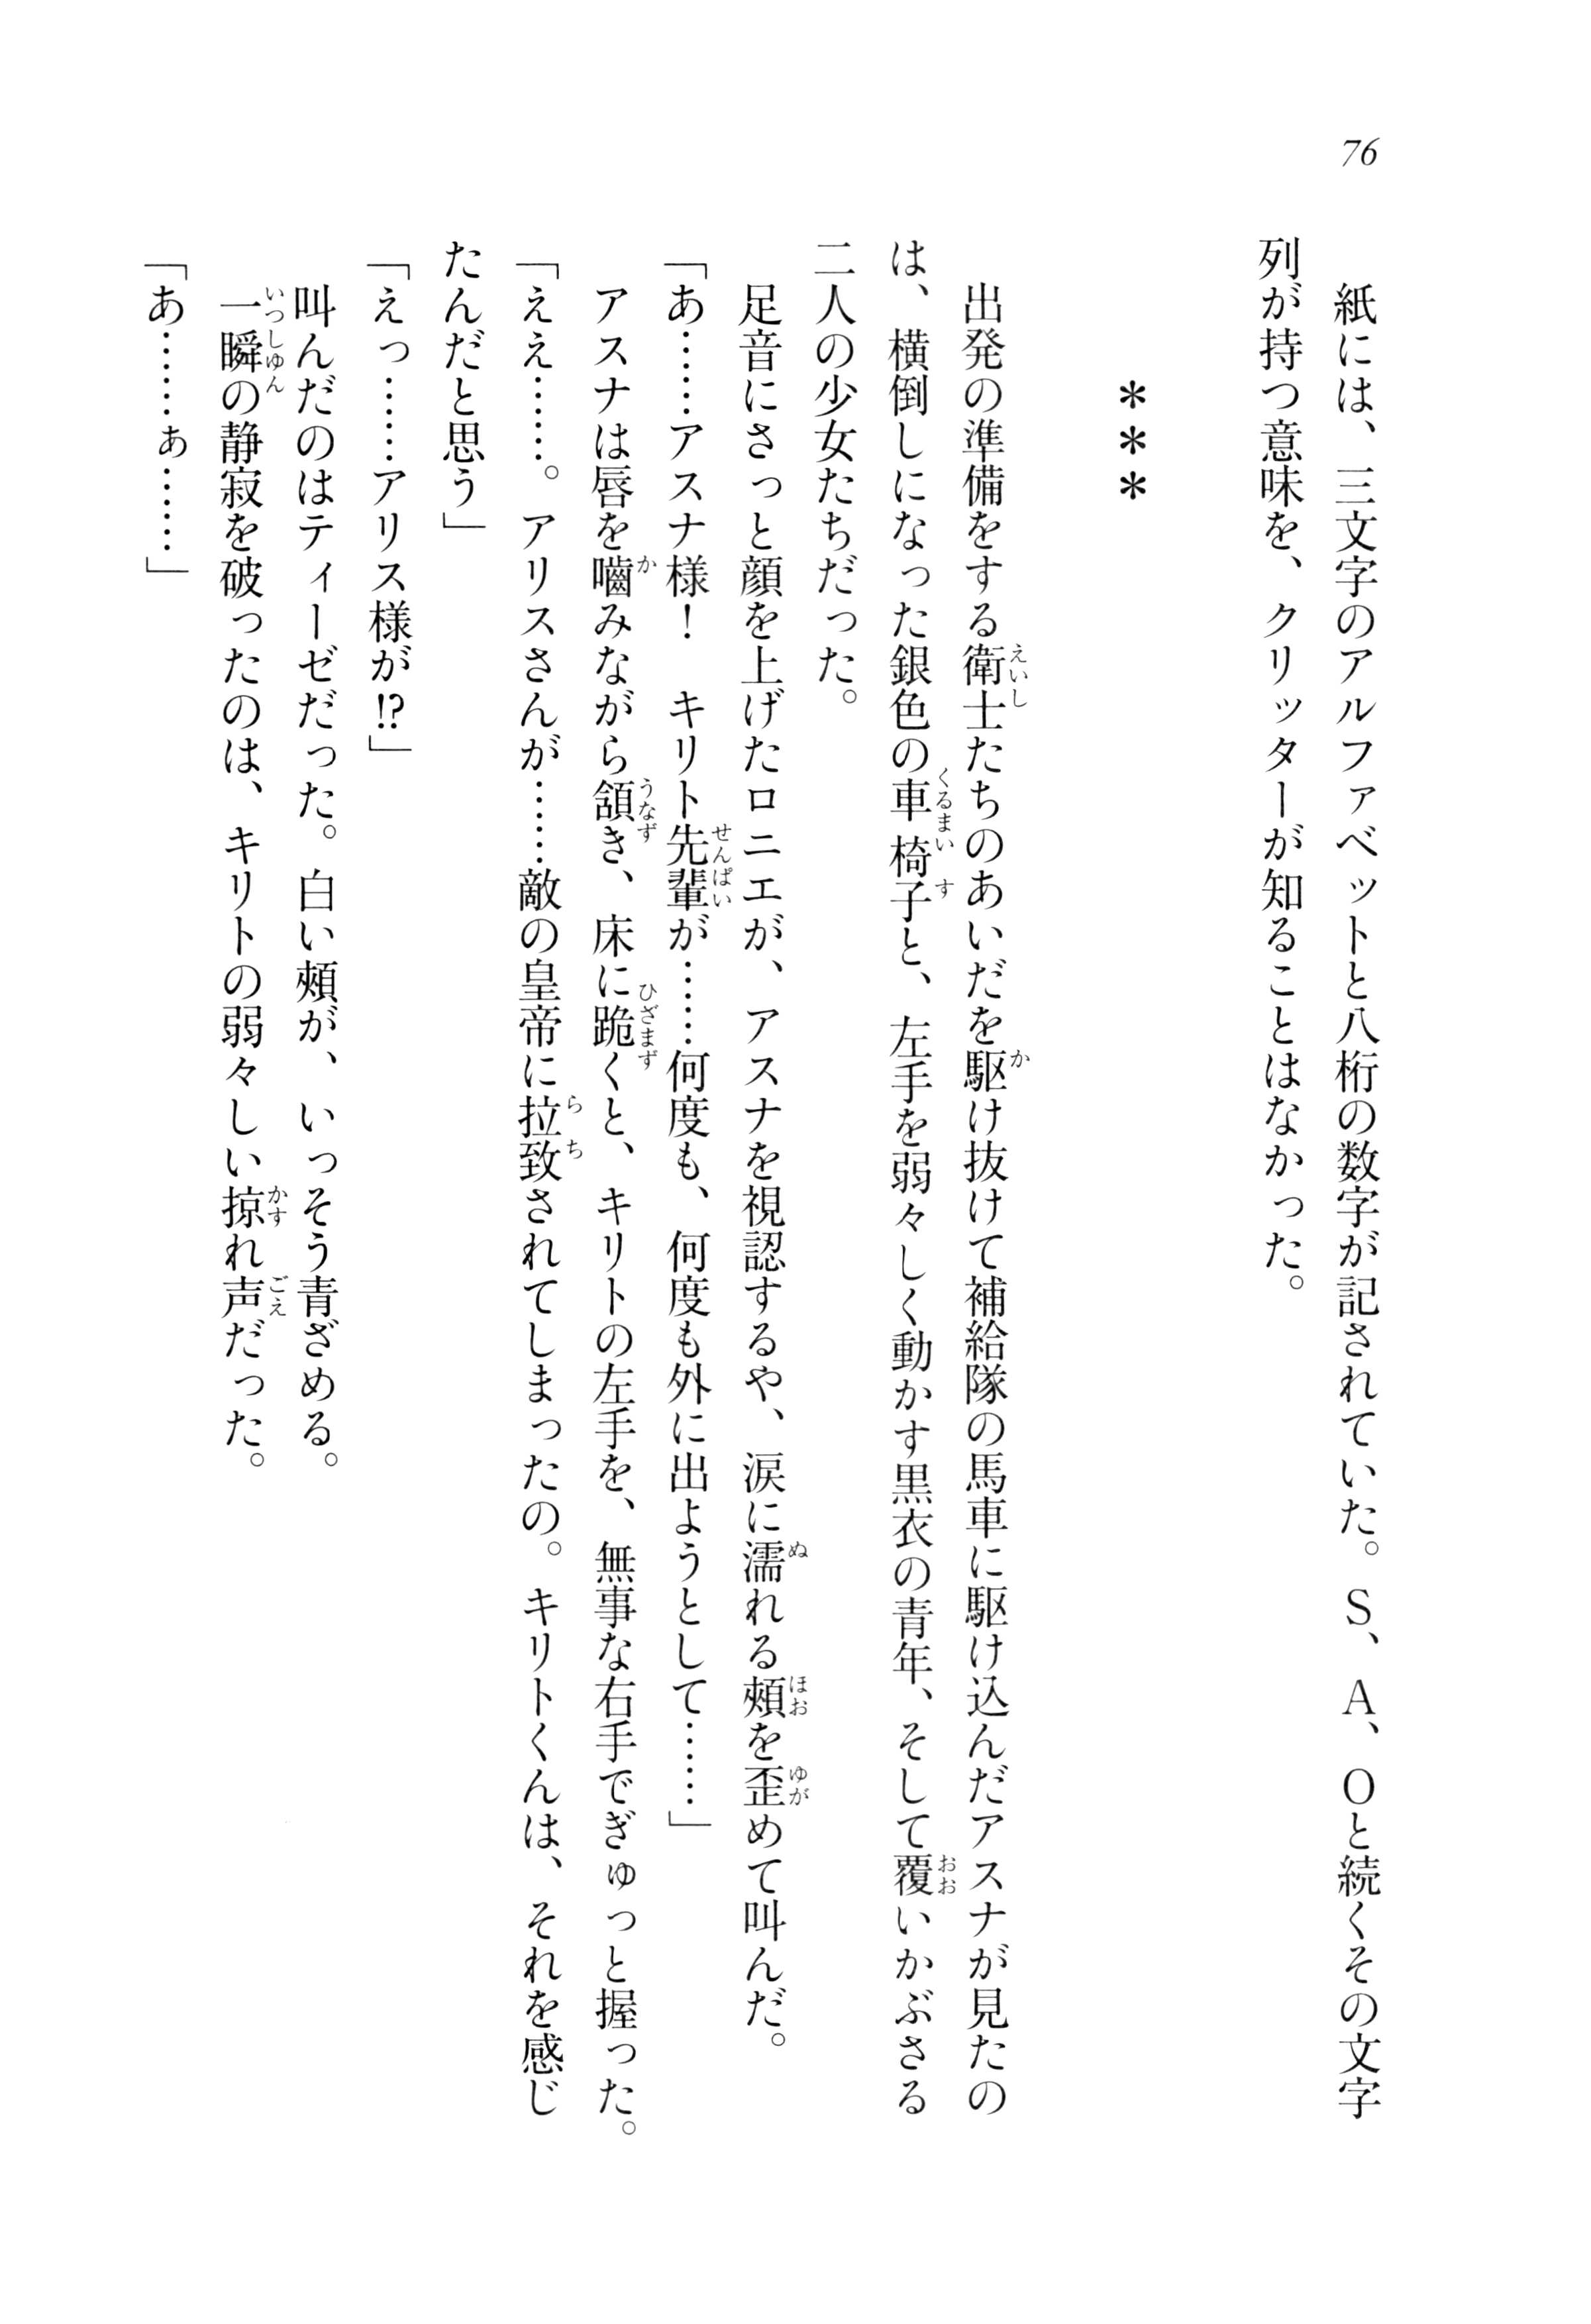 76
紙には、三文字のアルファベットと八桁の数字が記されていた。Ｓ、Ａ、Ｏと続くその文字
列が持つ意味を、クリッターが知ることはなかった。
＊＊＊
出発の準備をする衛士たちのあいだを駆け抜けて補給隊の馬車に駆け込んだアスナが見たの
は、横倒しになった銀色の車椅子と、左手を弱々しく動かす黒衣の青年、そして覆いかぶさる
二人の少女たちだった。
足音にさっと顔を上げたロニエが、アスナを視認するや、涙に濡れる頬を歪めて叫んだ。
「あ……アスナ様！　キリト先輩が……何度も、何度も外に出ようとして……」
アスナは唇を嚙みながら頷き、床に跪くと、キリトの左手を、無事な右手でぎゅっと握った。
「ええ……。アリスさんが……敵の皇帝に拉致されてしまったの。キリトくんは、それを感じ
たんだと思う」
「えっ……アリス様が!?」
叫んだのはティーゼだった。白い頬が、いっそう青ざめる。
一瞬の静寂を破ったのは、キリトの弱々しい掠れ声だった。
「あ……ぁ……」